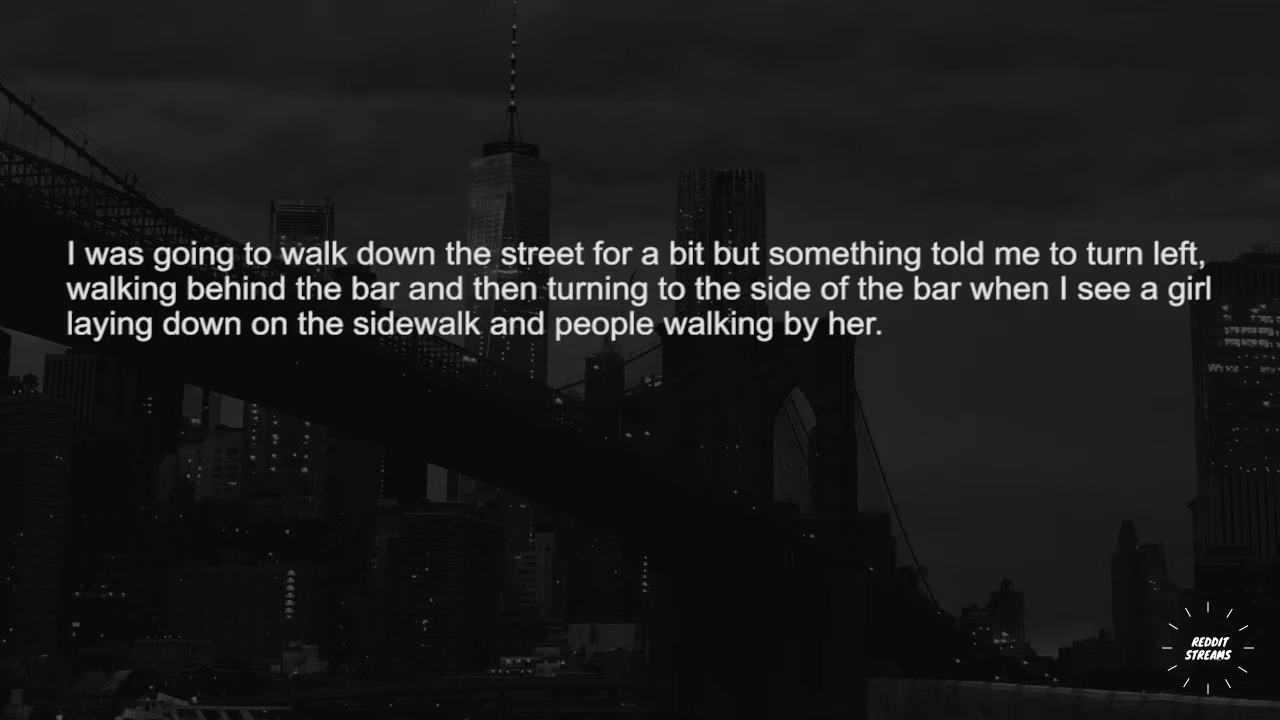 I was going to walk down the street for a bit but something told me to turn left,
walking behind the bar and then turning to the side of the bar when I see a girl
laying down on the sidewalk and people walking by her.
REDDIT
STREAMS